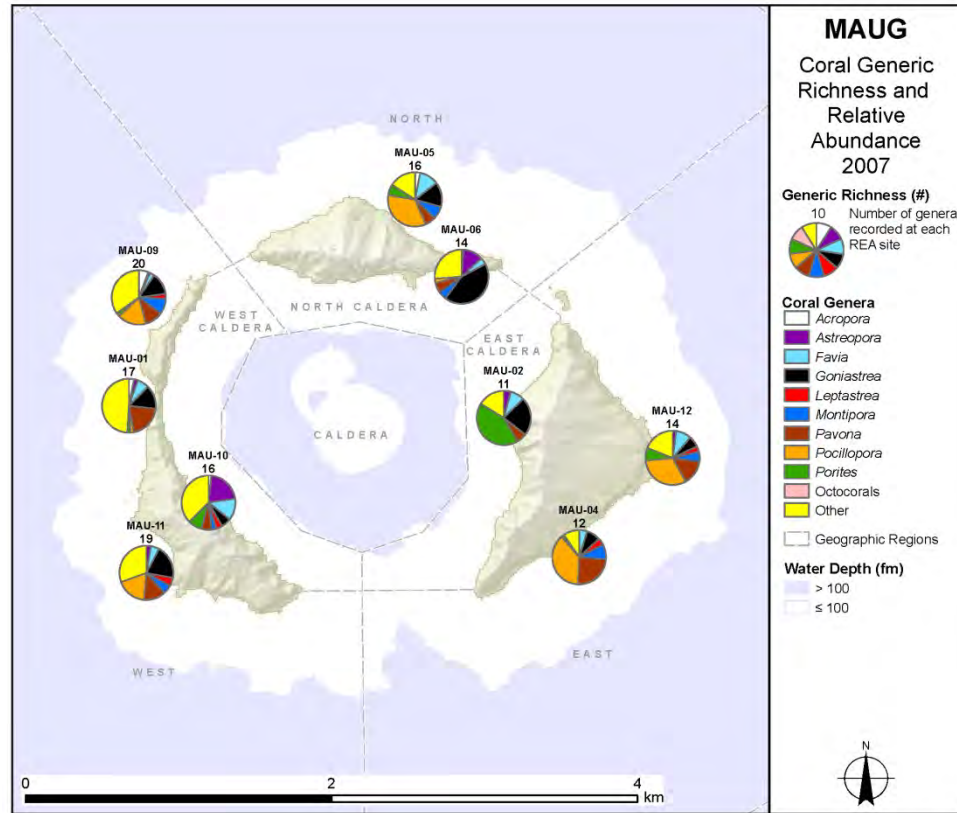 MAUG
Coral Generic
Richness and
Relative
Abundance
2007
Generic Richness (#)
10
Number of genera
recorded at each
REA site
Coral Genera
Acropora
Astreopora
Favia
Goniastrea
Leptastrea
Montipora
Pavona
Pocillopora
Porites
Octocorals
Other
Geographic Regions
Water Depth (fm)
> 100
≤ 100
N
NORTH
MAU-05
16
MAU-06
14
MAU-09
20
NORTH CALDERA
WEST
CALDERA
EAST
CALDERA
MAU-01
17
MAU-02
11
MAU-12
14
CALDERA
MAU-10
16
MAU-11
19
MAU-04
12
WEST
EAST
0
2
4
km